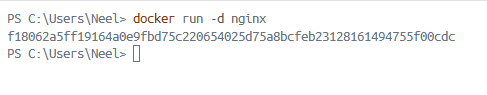 PS C:\Users\Neel> docker run -d nginx
f18062a5ff19164a0e9fbd75c220654025d75a8bcfeb23128161494755f00cdc
PS C:\Users\Neel>